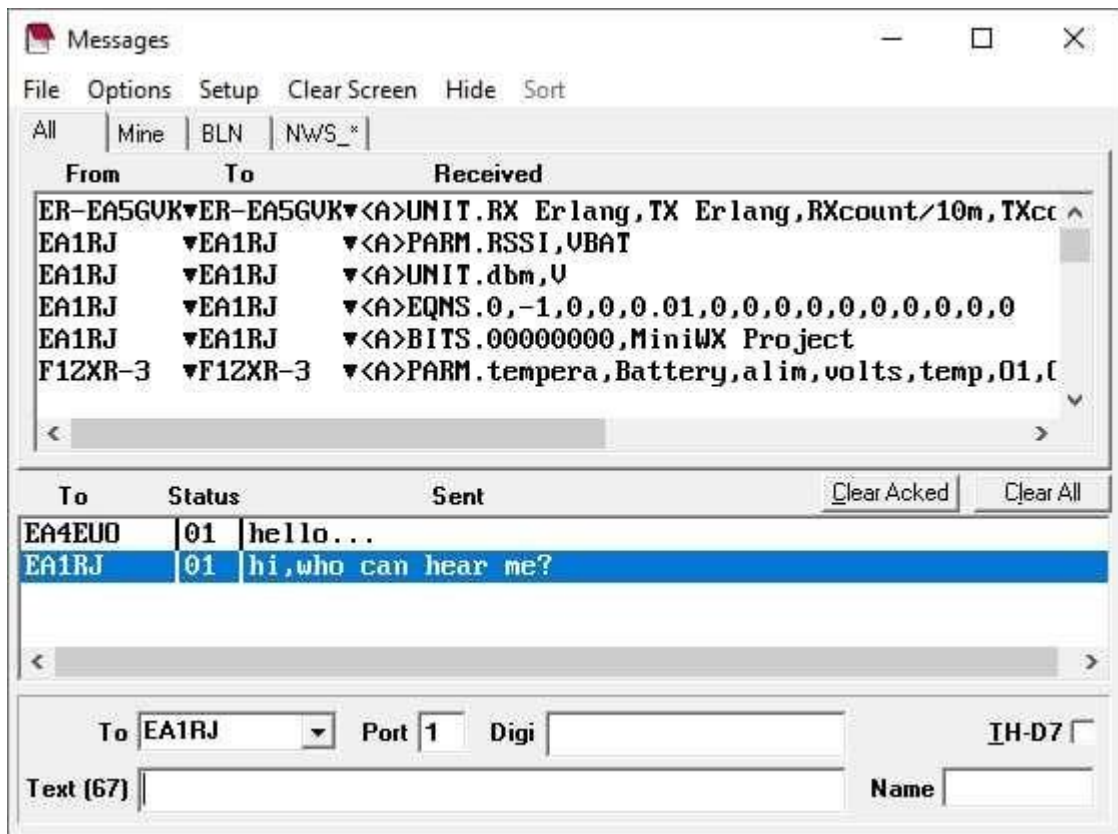 Messages
File Options Setup Clear Screen Hide Sort
All Mine BLN NWS_*
From To Received
ER-EA5GVK▼ER-EA5GVK▼<A>UNIT.RX Erlang,TX Erlang,RXcount/10m,TXcc
EA1RJ ▼EA1RJ ▼<A>PARM.RSSI,VBAT
EA1RJ ▼EA1RJ ▼<A>UNIT.dbm,V
EA1RJ ▼EA1RJ ▼<A>EQNS.0,-1,0,0,0.01,0,0,0,0,0,0,0,0,0,0
EA1RJ ▼EA1RJ ▼<A>BITS.00000000,MiniWX Project
F1ZXR-3 ▼F1ZXR-3 ▼<A>PARM.tempera,Battery,alim,volts,temp,O1,
To Status Sent Clear Acked Clear All
EA4EUO 01 hello...
EA1RJ 01 hi,who can hear me?
To EA1RJ Port 1 Digi TH-D7
Text (67) Name